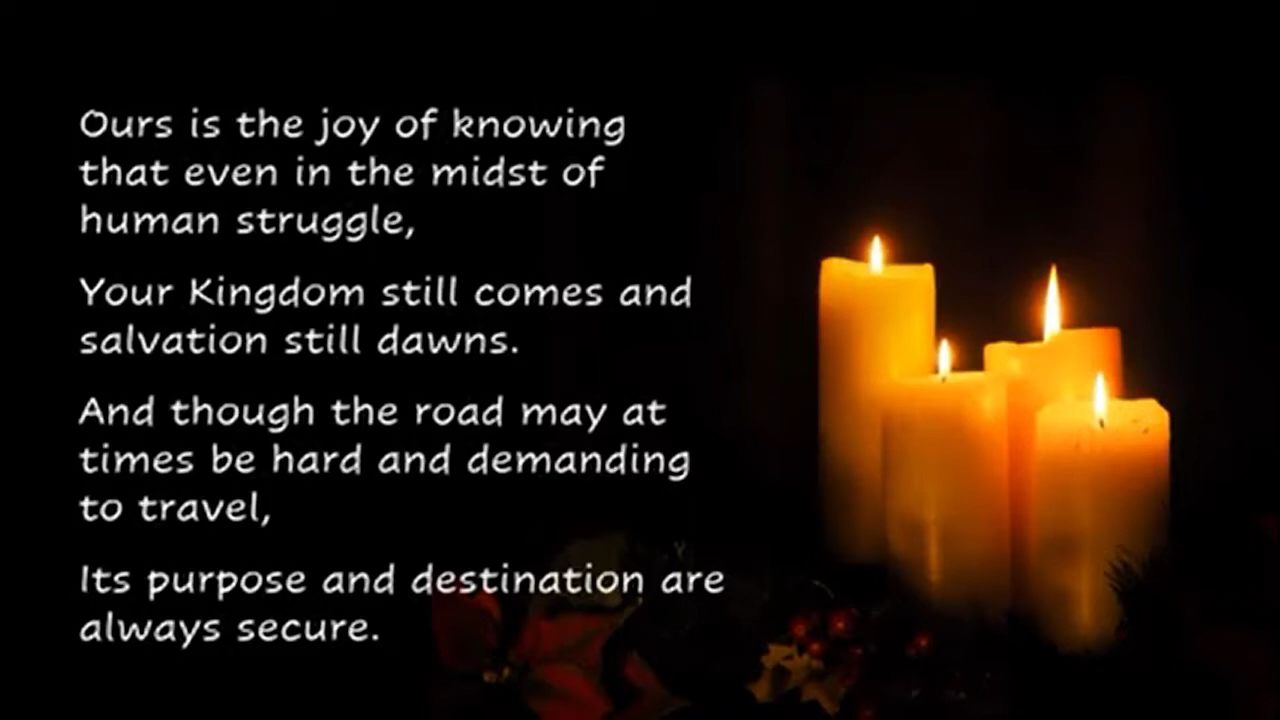 Ours is the joy of knowing
that even in the midst of
human struggle,
Your Kingdom still comes and
salvation still dawns.
And though the road may at
times be hard and demanding
to travel,
Its purpose and destination are
always secure.